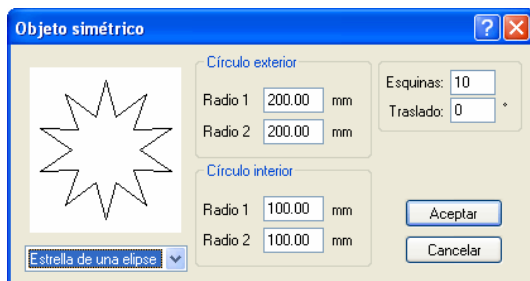 Objeto simétrico
Círculo exterior
Radio 1 200.00 mm
Radio 2 200.00 mm
Círculo interior
Radio 1 100.00 mm
Radio 2 100.00 mm
Esquinas: 10
Traslado: 0 °
Estrella de una elipse
Aceptar
Cancelar